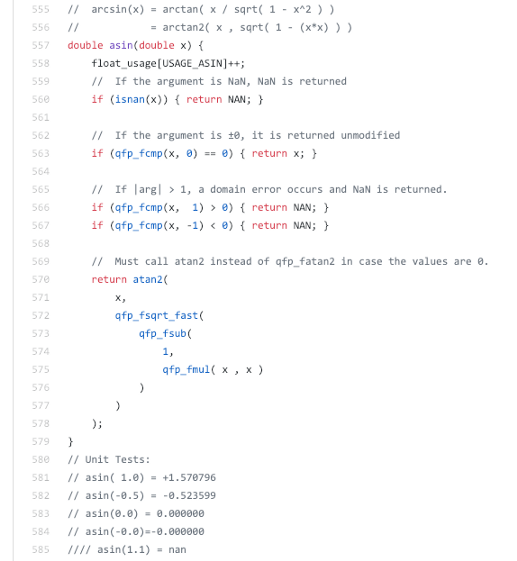 555 //  arcsin(x) = arctan( x / sqrt( 1 - x^2 ) )
556 //            = arctan2( x , sqrt( 1 - (x*x) ) )
557 double asin(double x) {
558     float_usage[USAGE_ASIN]++;
559     //  If the argument is NaN, NaN is returned
560     if (isnan(x)) { return NAN; }
561
562     //  If the argument is ±0, it is returned unmodified
563     if (qfp_fcmp(x, 0) == 0) { return x; }
564
565     //  If |arg| > 1, a domain error occurs and NaN is returned.
566     if (qfp_fcmp(x,  1) > 0) { return NAN; }
567     if (qfp_fcmp(x, -1) < 0) { return NAN; }
568
569     //  Must call atan2 instead of qfp_fatan2 in case the values are 0.
570     return atan2(
571         x,
572         qfp_fsqrt_fast(
573             qfp_fsub(
574                 1,
575                 qfp_fmul( x , x )
576             )
577         )
578     );
579 }
580 // Unit Tests:
581 // asin( 1.0) = +1.570796
582 // asin(-0.5) = -0.523599
583 // asin(0.0) = 0.000000
584 // asin(-0.0)=-0.000000
585 //// asin(1.1) = nan